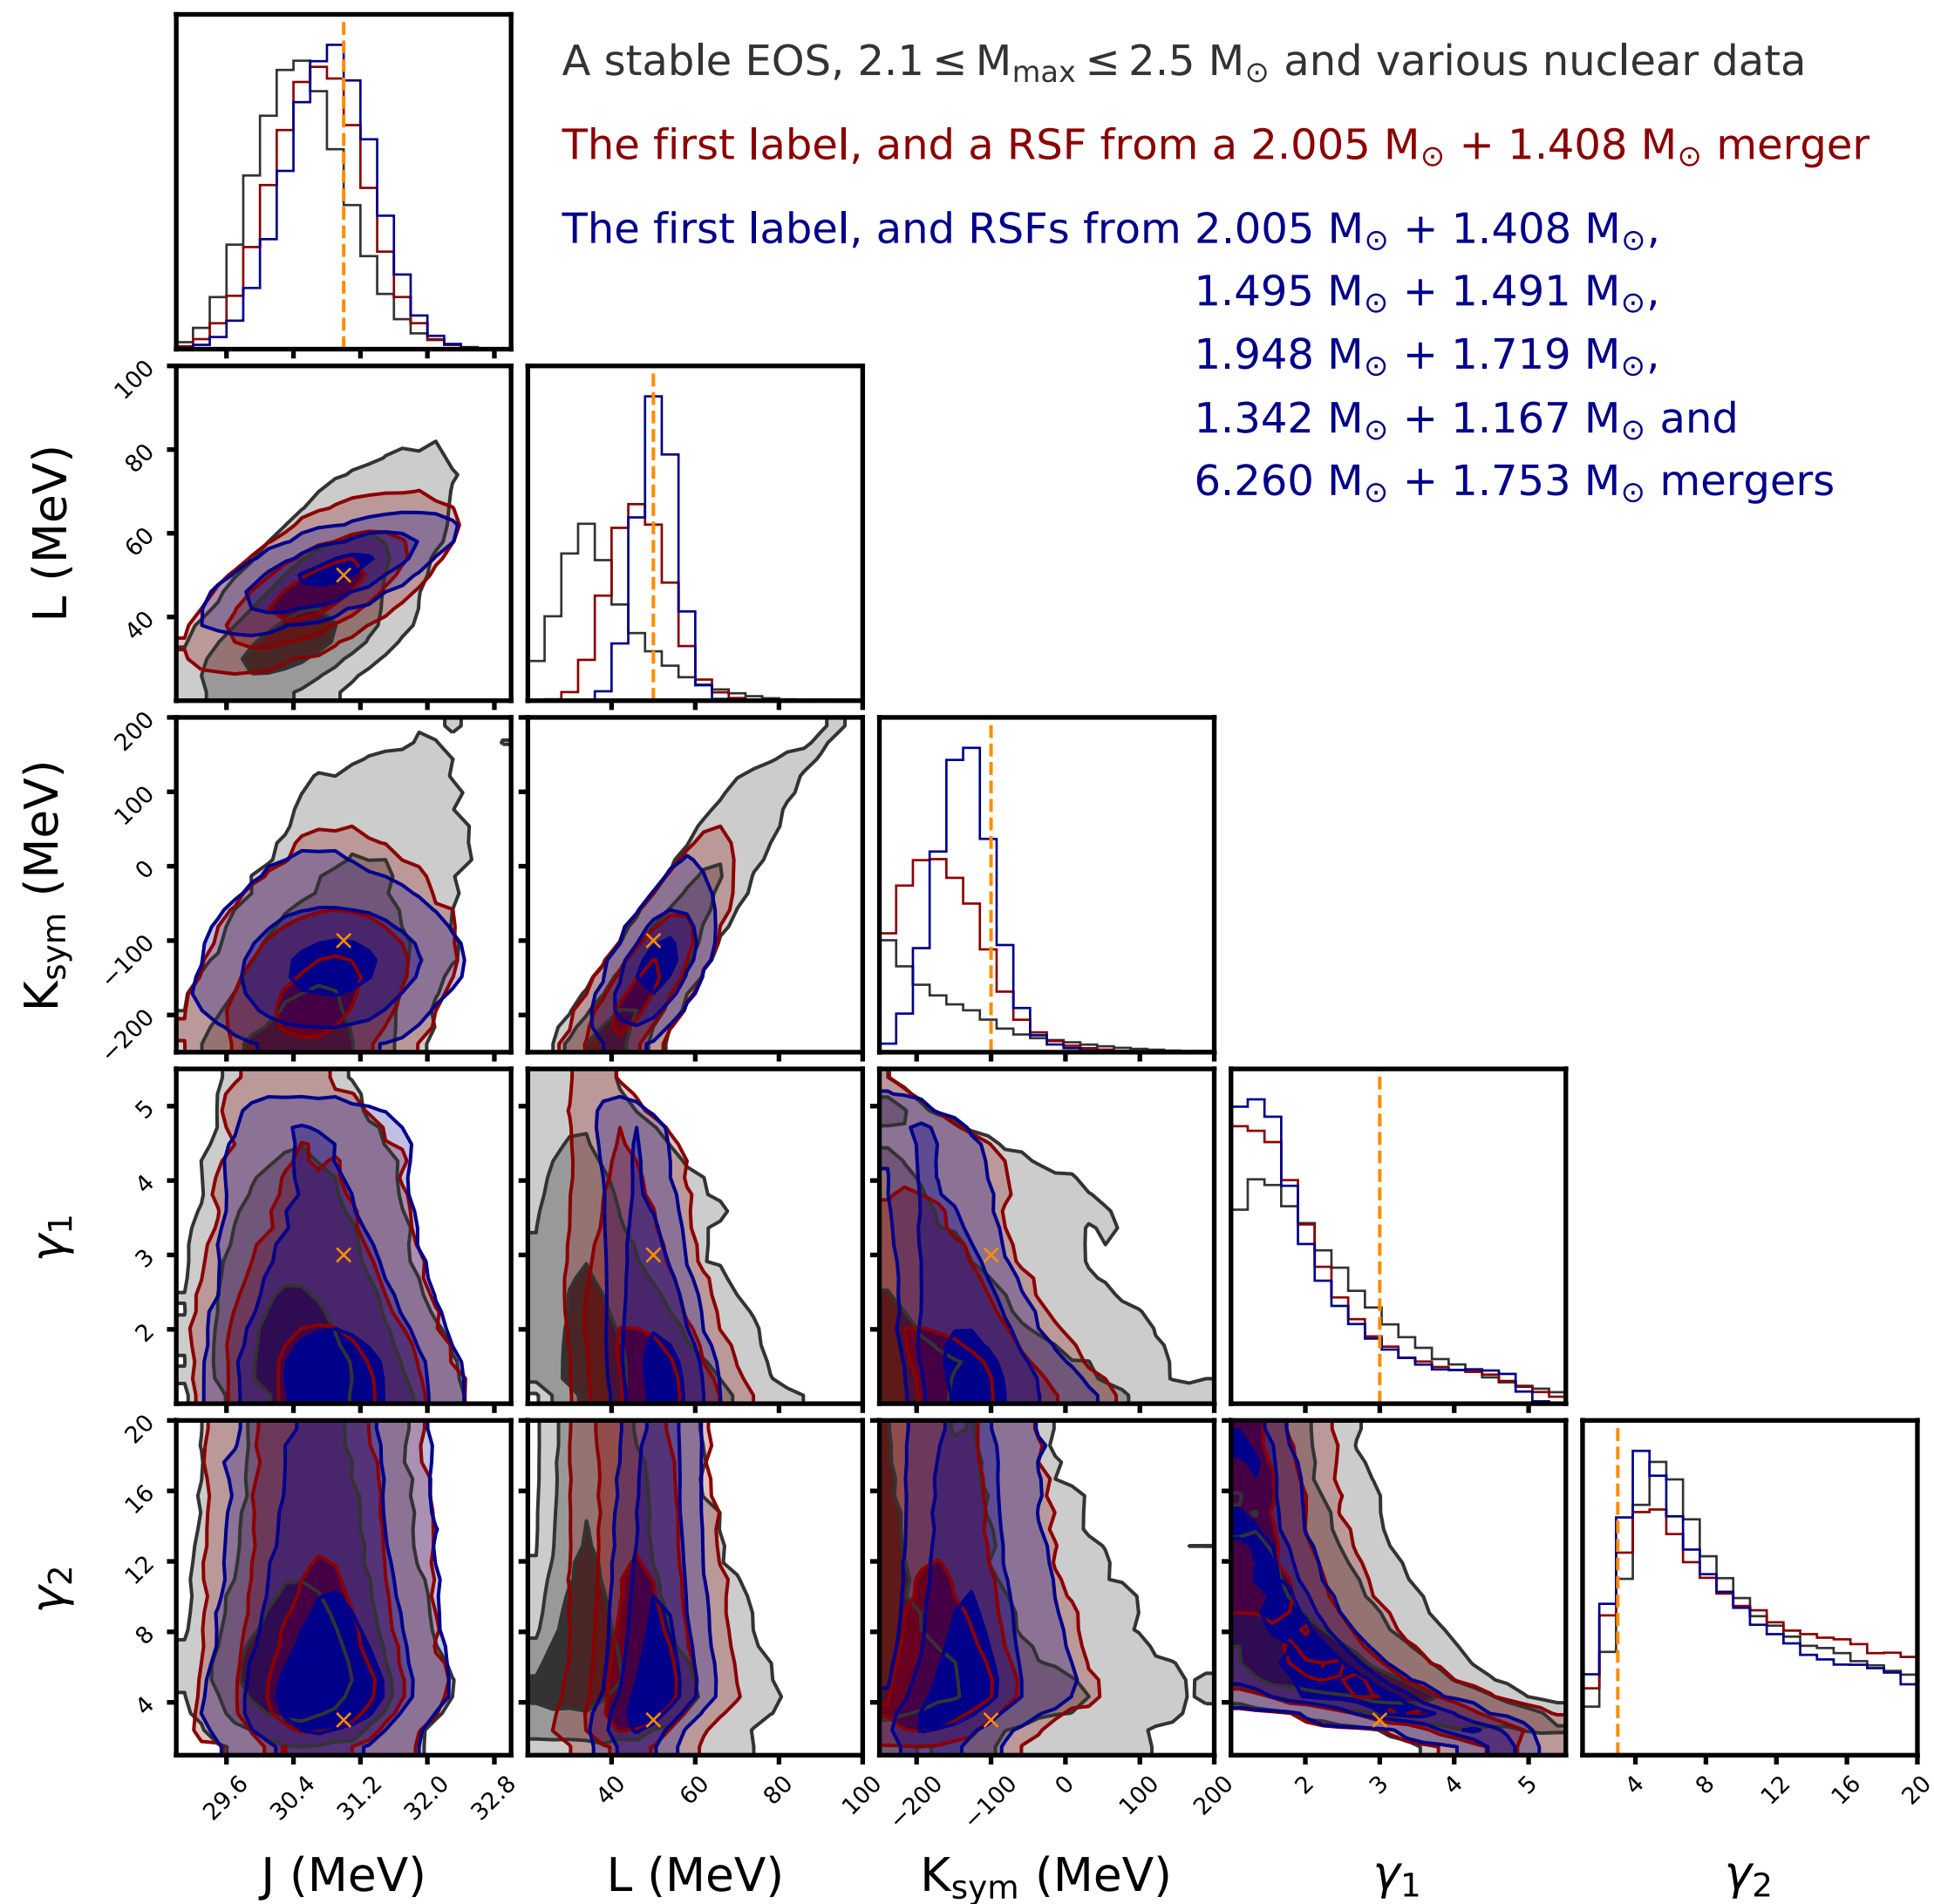 A stable EOS, 2.1 ≤ M_max ≤ 2.5 M_⊙ and various nuclear data
The first label, and a RSF from a 2.005 M_⊙ + 1.408 M_⊙ merger
The first label, and RSFs from 2.005 M_⊙ + 1.408 M_⊙,
1.495 M_⊙ + 1.491 M_⊙,
1.948 M_⊙ + 1.719 M_⊙,
1.342 M_⊙ + 1.167 M_⊙ and
6.260 M_⊙ + 1.753 M_⊙ mergers
L (MeV)
100
80
60
40
K_sym (MeV)
200
100
0
−100
−200
γ_1
5
4
3
2
γ_2
20
16
12
8
4
29.6 30.4 31.2 32.0 32.8
40 60 80 100
−200 −100 0 100 200
2 3 4 5
4 8 12 16 20
J (MeV) L (MeV) K_sym (MeV) γ_1 γ_2